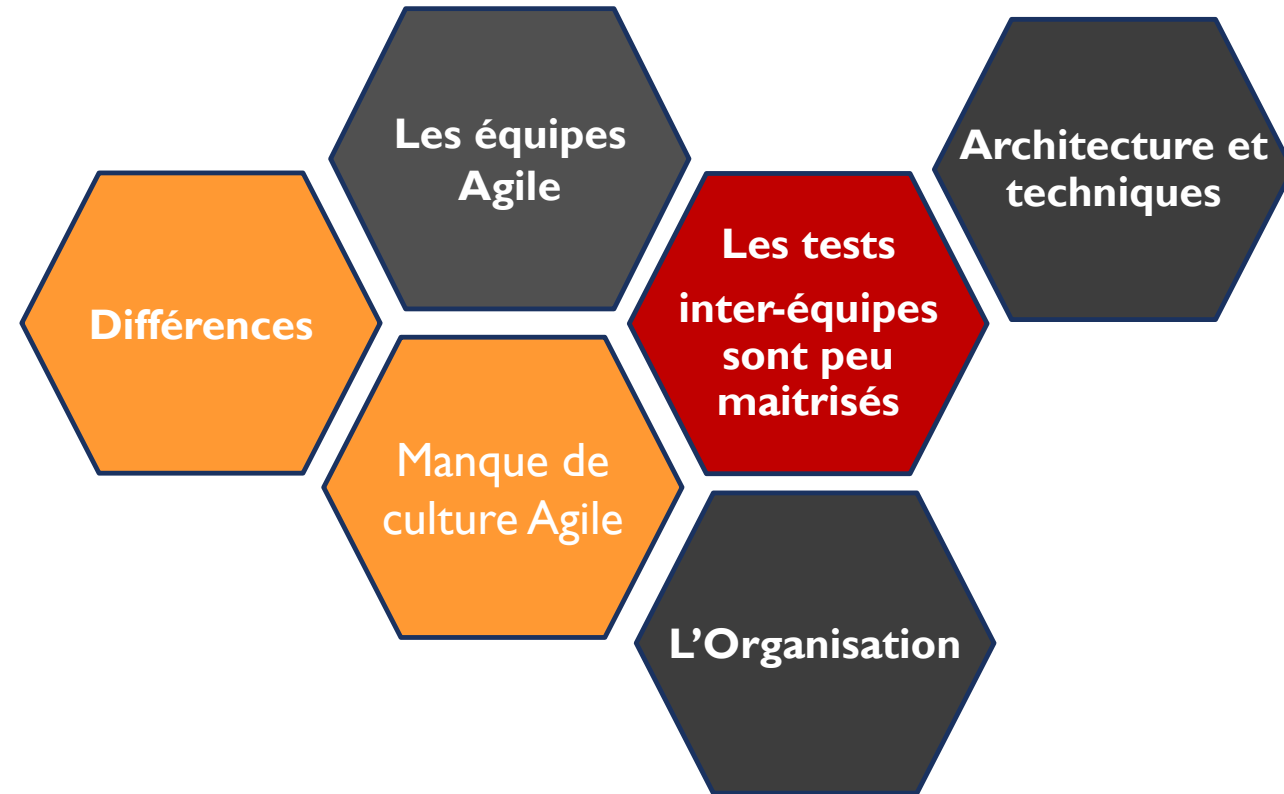 Les équipes
Agile
Architecture et
techniques
Différences
Les tests
inter-équipes
sont peu
maitrisés
Manque de
culture Agile
L’Organisation